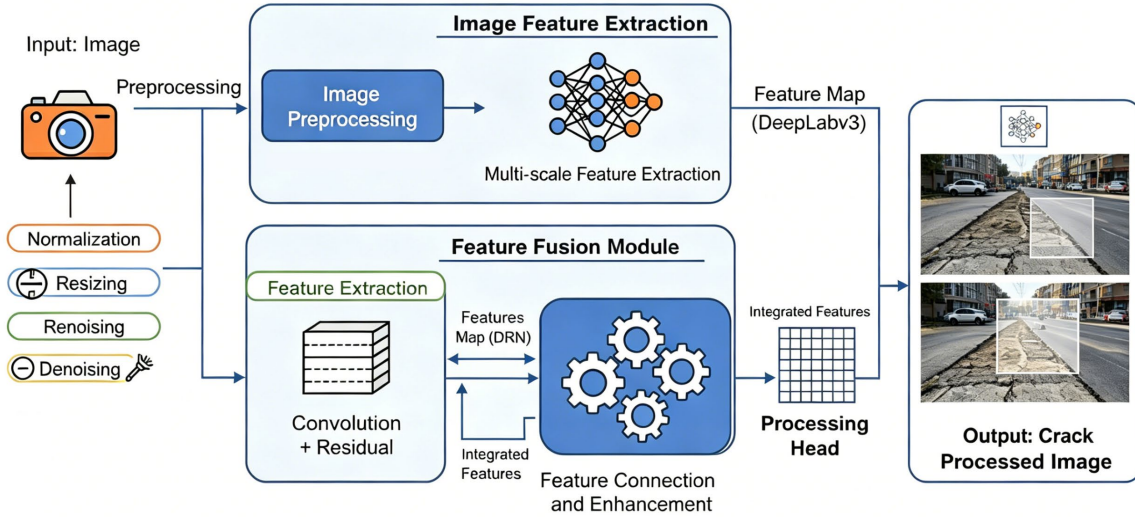 Input: Image
Preprocessing
Normalization
Resizing
Renoising
Denoising
Image Feature Extraction
Image
Preprocessing
Multi-scale Feature Extraction
Feature Map
(DeepLabv3)
Feature Fusion Module
Feature Extraction
Convolution
+ Residual
Features
Map (DRN)
Integrated
Features
Feature Connection
and Enhancement
Integrated Features
Processing
Head
Output: Crack
Processed Image